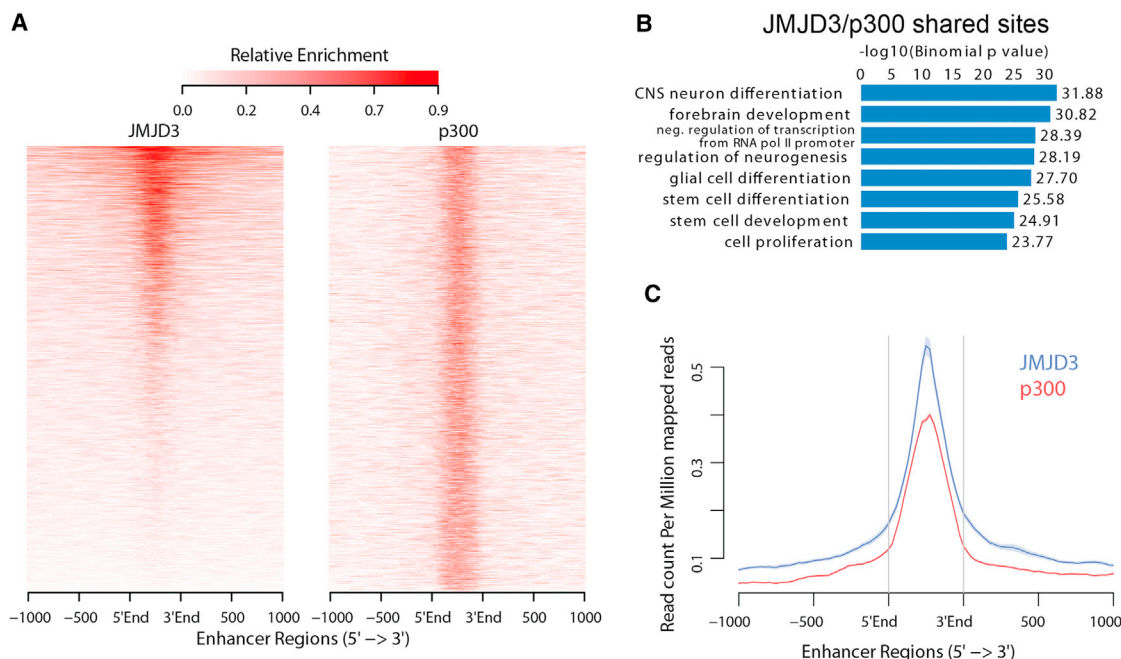 A
Relative Enrichment
0.0 0.2 0.4 0.7 0.9
JMJD3 p300
−1000 −500 5'End 3'End 500 1000
−1000 −500 5'End 3'End 500 1000
Enhancer Regions (5' −> 3')
B
JMJD3/p300 shared sites
-log10(Binomial p value)
0 5 10 15 20 25 30
CNS neuron differentiation 31.88
forebrain development 30.82
neg. regulation of transcription
from RNA pol II promoter 28.39
regulation of neurogenesis 28.19
glial cell differentiation 27.70
stem cell differentiation 25.58
stem cell development 24.91
cell proliferation 23.77
C
Read count Per Million mapped reads
0.5
0.3
0.1
JMJD3
p300
−1000 −500 5'End 3'End 500 1000
Enhancer Regions (5' −> 3')